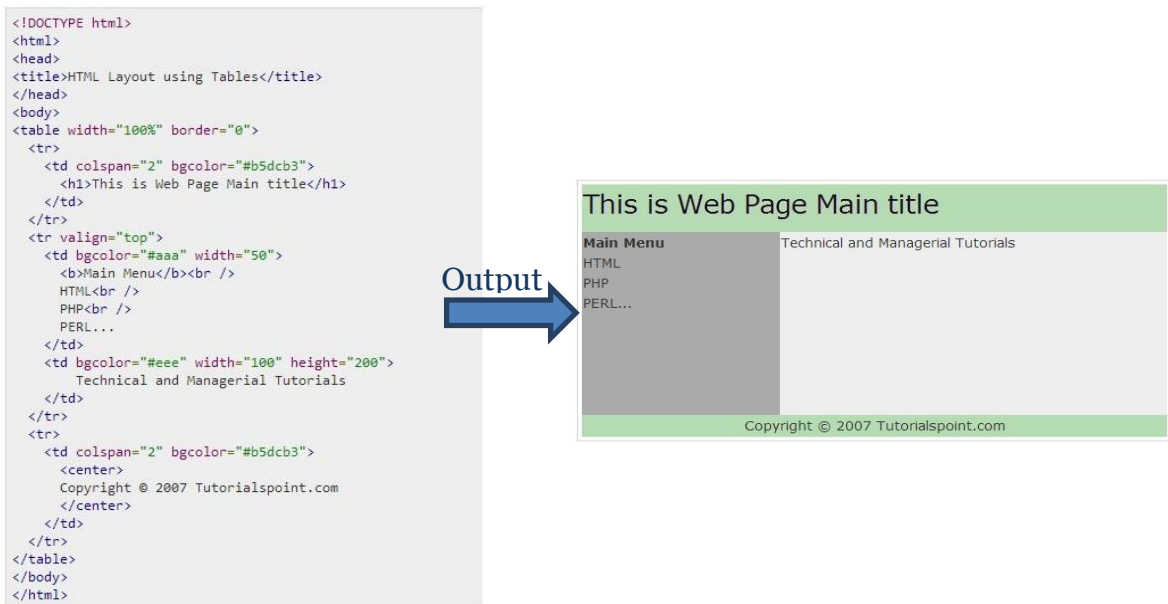 <!DOCTYPE html>
<html>
<head>
<title>HTML Layout using Tables</title>
</head>
<body>
<table width="100%" border="0">
<tr>
<td colspan="2" bgcolor="#b5dcb3">
<h1>This is Web Page Main title</h1>
</td>
</tr>
<tr valign="top">
<td bgcolor="#aaa" width="50">
<b>Main Menu</b><br />
HTML<br />
PHP<br />
PERL...
</td>
<td bgcolor="#eee" width="100" height="200">
Technical and Managerial Tutorials
</td>
</tr>
<tr>
<td colspan="2" bgcolor="#b5dcb3">
<center>
Copyright © 2007 Tutorialspoint.com
</center>
</td>
</tr>
</table>
</body>
</html>
Output
This is Web Page Main title
Main Menu
HTML
PHP
PERL...
Technical and Managerial Tutorials
Copyright © 2007 Tutorialspoint.com